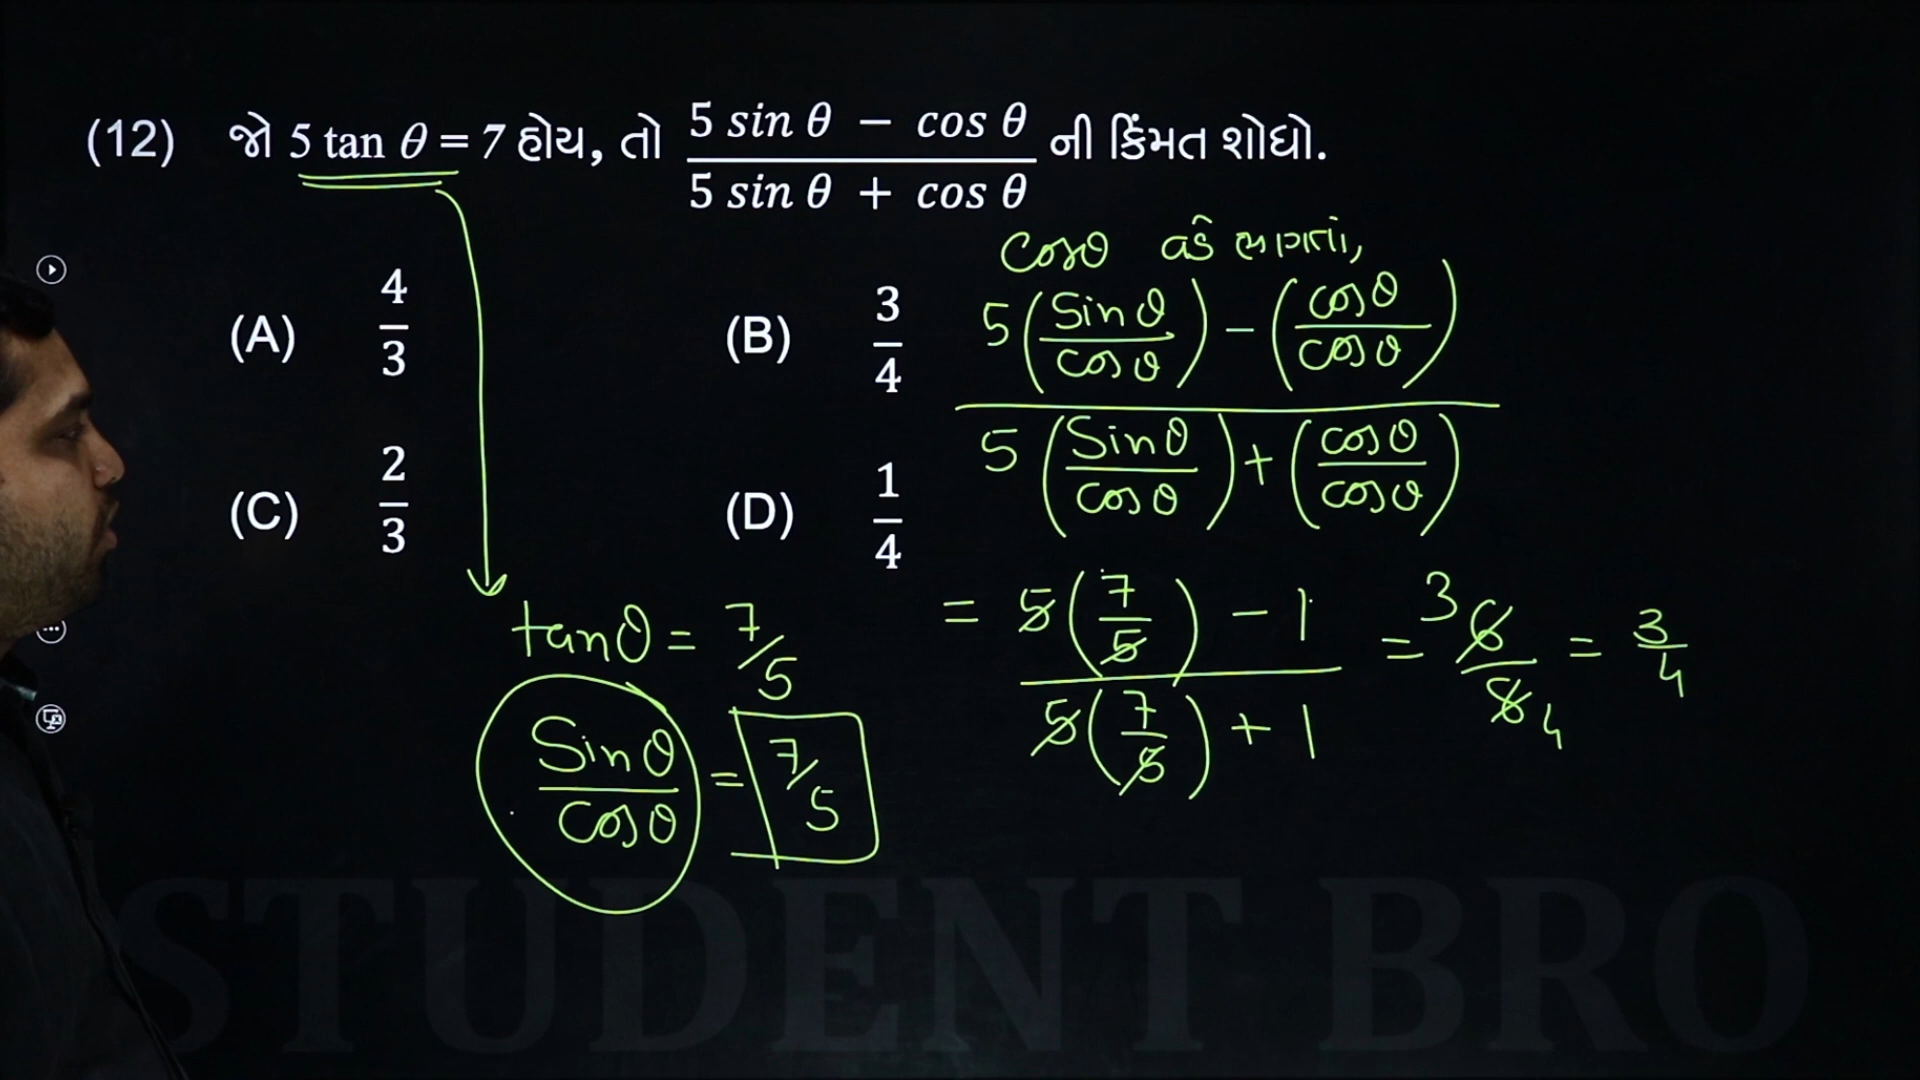 (12) જો 5 tan θ = 7 હોય, તો (5 sin θ − cos θ)/(5 sin θ + cos θ) ની કિંમત શોધો.
(A) 4/3
(B) 3/4
(C) 2/3
(D) 1/4
cosθ વડે ભાગતાં,
5(Sinθ/cosθ) − (cosθ/cosθ)
5(Sinθ/cosθ) + (cosθ/cosθ)
= 5(7/5) − 1 / 5(7/5) + 1 = 3 6/8 4 = 3/4
tanθ = 7/5
Sinθ/cosθ = 7/5
STUDENT BRO